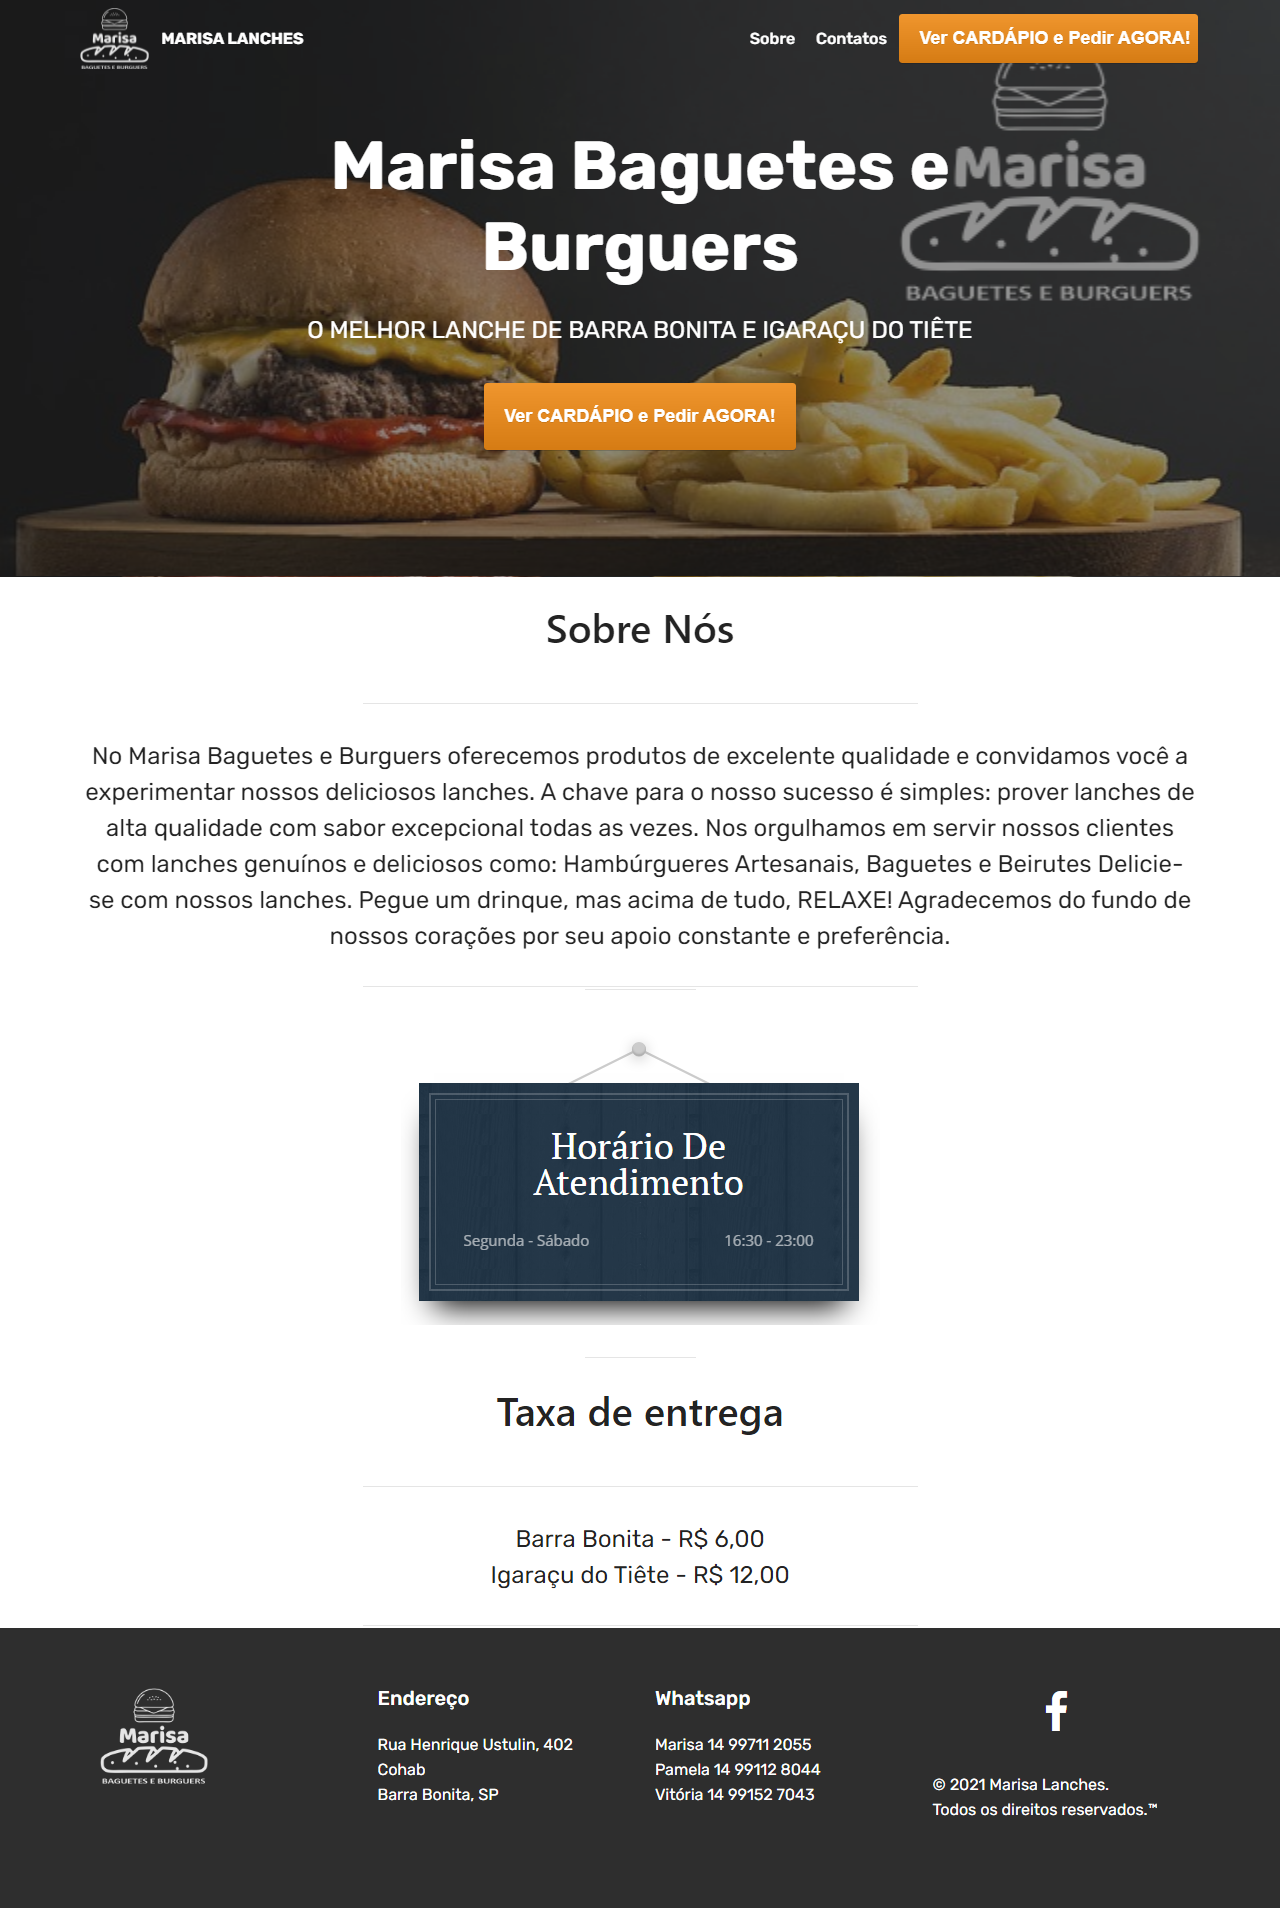 Marisa
BAGUETES E BURGUERS
MARISA LANCHES
Sobre
Contatos
Ver CARDÁPIO e Pedir AGORA!
Marisa
BAGUETES E BURGUERS
Marisa Baguetes e
Burguers
O MELHOR LANCHE DE BARRA BONITA E IGARAÇU DO TIÊTE
Ver CARDÁPIO e Pedir AGORA!
Sobre Nós
No Marisa Baguetes e Burguers oferecemos produtos de excelente qualidade e convidamos você a
experimentar nossos deliciosos lanches. A chave para o nosso sucesso é simples: prover lanches de
alta qualidade com sabor excepcional todas as vezes. Nos orgulhamos em servir nossos clientes
com lanches genuínos e deliciosos como: Hambúrgueres Artesanais, Baguetes e Beirutes Delicie-
se com nossos lanches. Pegue um drinque, mas acima de tudo, RELAXE! Agradecemos do fundo de
nossos corações por seu apoio constante e preferência.
Horário De
Atendimento
Segunda - Sábado
16:30 - 23:00
Taxa de entrega
Barra Bonita - R$ 6,00
Igaraçu do Tiête - R$ 12,00
Marisa
BAGUETES E BURGUERS
Endereço
Rua Henrique Ustulin, 402
Cohab
Barra Bonita, SP
Whatsapp
Marisa 14 99711 2055
Pamela 14 99112 8044
Vitória 14 99152 7043
© 2021 Marisa Lanches.
Todos os direitos reservados.™